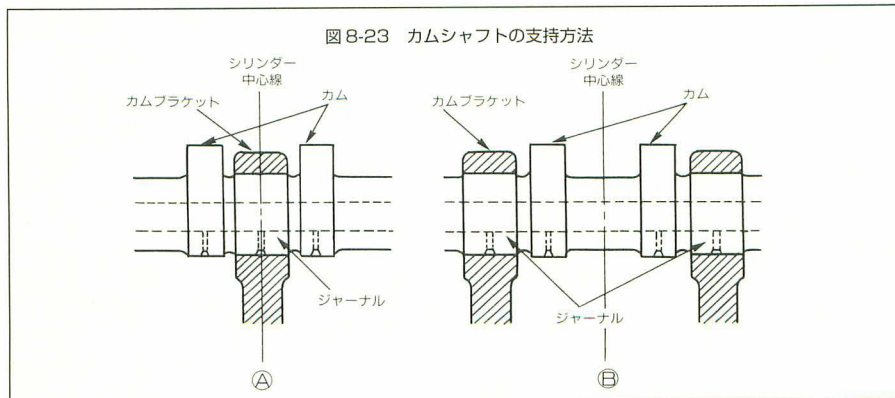 図8-23 カムシャフトの支持方法
シリンダー
中心線
カムブラケット
カム
ジャーナル
Ⓐ
シリンダー
中心線
カムブラケット
カム
ジャーナル
Ⓑ